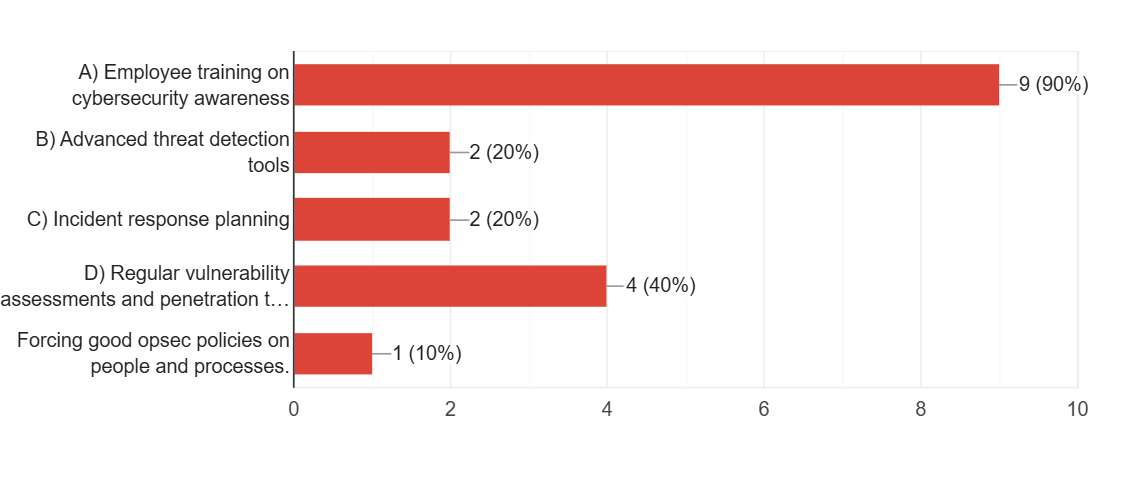 A) Employee training on
cybersecurity awareness
9 (90%)
B) Advanced threat detection
tools
2 (20%)
C) Incident response planning
2 (20%)
D) Regular vulnerability
assessments and penetration t…
4 (40%)
Forcing good opsec policies on
people and processes.
1 (10%)
0 2 4 6 8 10